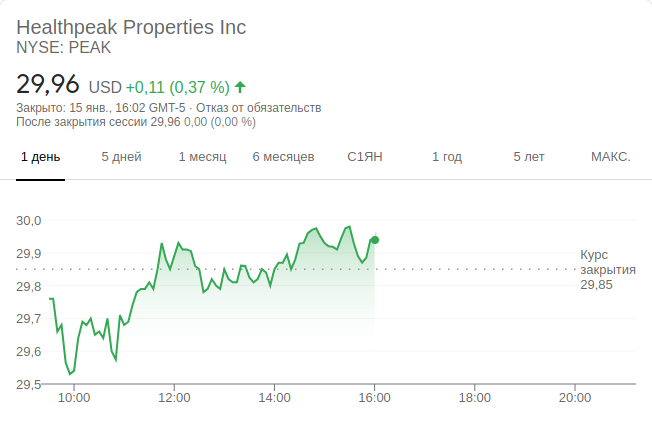 Healthpeak Properties Inc
NYSE: PEAK
29,96 USD +0,11 (0,37 %)
Закрыто: 15 янв., 16:02 GMT-5 · Отказ от обязательств
После закрытия сессии 29,96 0,00 (0,00 %)
1 день 5 дней 1 месяц 6 месяцев С1ЯН 1 год 5 лет МАКС.
30,0
29,9
Курс
закрытия
29,85
29,8
29,7
29,6
29,5
10:00 12:00 14:00 16:00 18:00 20:00